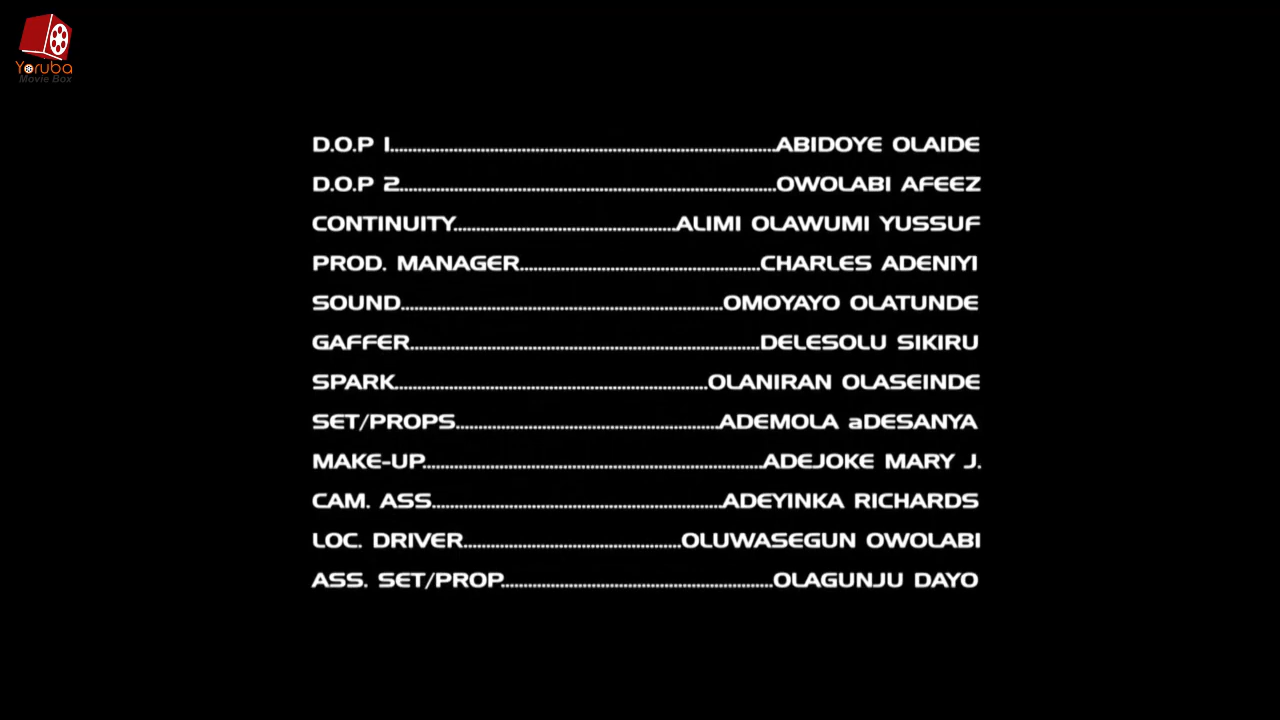 Yoruba
Movie Box
D.O.P 1..........ABIDOYE OLAIDE
D.O.P 2..........OWOLABI AFEEZ
CONTINUITY..........ALIMI OLAWUMI YUSSUF
PROD. MANAGER..........CHARLES ADENIYI
SOUND..........OMOYAYO OLATUNDE
GAFFER..........DELESOLU SIKIRU
SPARK..........OLANIRAN OLASEINDE
SET/PROPS..........ADEMOLA aDESANYA
MAKE-UP..........ADEJOKE MARY J.
CAM. ASS..........ADEYINKA RICHARDS
LOC. DRIVER..........OLUWASEGUN OWOLABI
ASS. SET/PROP..........OLAGUNJU DAYO